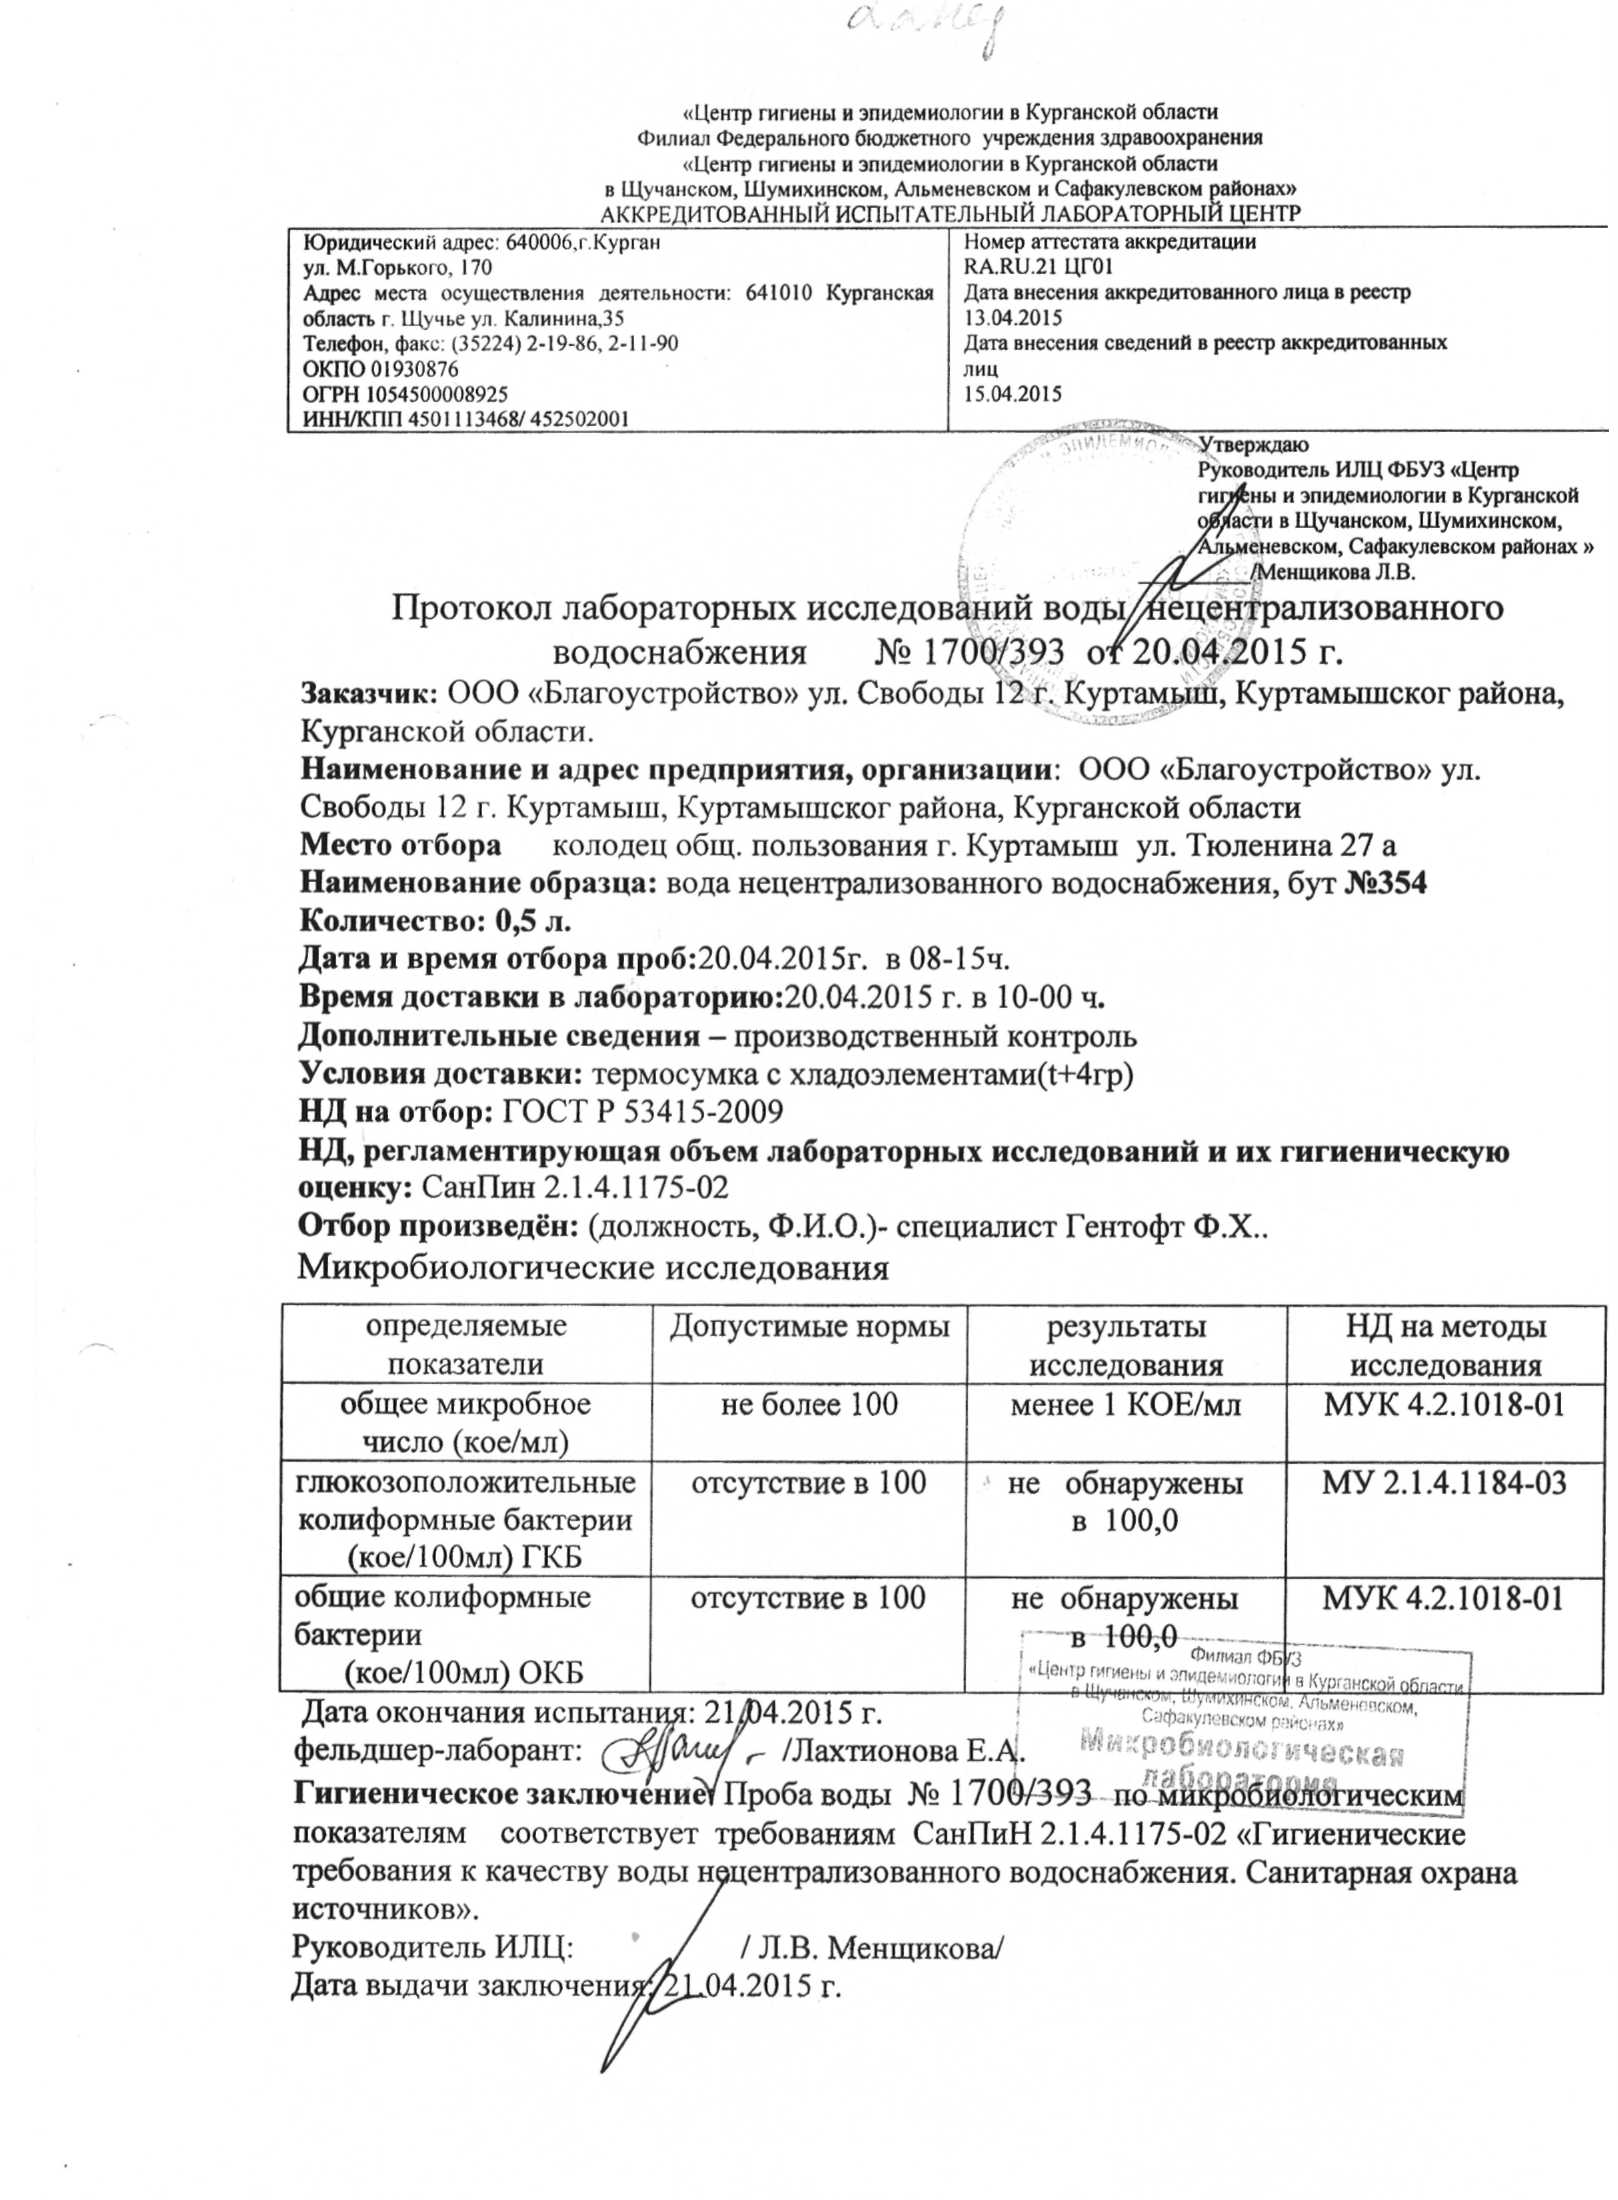 «Центр гигиены и эпидемиологии в Курганской области
Филиал Федерального бюджетного учреждения здравоохранения
«Центр гигиены и эпидемиологии в Курганской области
в Щучанском, Шумихинском, Альменевском и Сафакулевском районах»
АККРЕДИТОВАННЫЙ ИСПЫТАТЕЛЬНЫЙ ЛАБОРАТОРНЫЙ ЦЕНТР
Юридический адрес: 640006,г.Курган
ул. М.Горького, 170
Адрес места осуществления деятельности: 641010 Курганская
область г. Щучье ул. Калинина,35
Телефон, факс: (35224) 2-19-86, 2-11-90
ОКПО 01930876
ОГРН 1054500008925
ИНН/КПП 4501113468/ 452502001
Номер аттестата аккредитации
RA.RU.21 ЦГ01
Дата внесения аккредитованного лица в реестр
13.04.2015
Дата внесения сведений в реестр аккредитованных
лиц
15.04.2015
Утверждаю
Руководитель ИЛЦ ФБУЗ «Центр
гигиены и эпидемиологии в Курганской
области в Щучанском, Шумихинском,
Альменевском, Сафакулевском районах »
/Менщикова Л.В.
Протокол лабораторных исследований воды нецентрализованного
водоснабжения № 1700/393 от 20.04.2015 г.
Заказчик: ООО «Благоустройство» ул. Свободы 12 г. Куртамыш, Куртамышског района,
Курганской области.
Наименование и адрес предприятия, организации: ООО «Благоустройство» ул.
Свободы 12 г. Куртамыш, Куртамышског района, Курганской области
Место отбора колодец общ. пользования г. Куртамыш ул. Тюленина 27 а
Наименование образца: вода нецентрализованного водоснабжения, бут №354
Количество: 0,5 л.
Дата и время отбора проб:20.04.2015г. в 08-15ч.
Время доставки в лабораторию:20.04.2015 г. в 10-00 ч.
Дополнительные сведения – производственный контроль
Условия доставки: термосумка с хладоэлементами(t+4гр)
НД на отбор: ГОСТ Р 53415-2009
НД, регламентирующая объем лабораторных исследований и их гигиеническую
оценку: СанПин 2.1.4.1175-02
Отбор произведён: (должность, Ф.И.О.)- специалист Гентофт Ф.Х..
Микробиологические исследования
определяемые
показатели
Допустимые нормы
результаты
исследования
НД на методы
исследования
общее микробное
число (кое/мл)
не более 100
менее 1 КОЕ/мл
МУК 4.2.1018-01
глюкозоположительные
колиформные бактерии
(кое/100мл) ГКБ
отсутствие в 100
не обнаружены
в 100,0
МУ 2.1.4.1184-03
общие колиформные
бактерии
(кое/100мл) ОКБ
отсутствие в 100
не обнаружены
в 100,0
МУК 4.2.1018-01
Филиал ФБУЗ
«Центр гигиены и эпидемиологии в Курганской области
в Щучанском, Шумихинском, Альменевском,
Сафакулевском районах»
Микробиологическая
лаборатория
Дата окончания испытания: 21.04.2015 г.
фельдшер-лаборант: /Лахтионова Е.А.
Гигиеническое заключение: Проба воды № 1700/393 по микробиологическим
показателям соответствует требованиям СанПиН 2.1.4.1175-02 «Гигиенические
требования к качеству воды нецентрализованного водоснабжения. Санитарная охрана
источников».
Руководитель ИЛЦ: / Л.В. Менщикова/
Дата выдачи заключения: 21.04.2015 г.